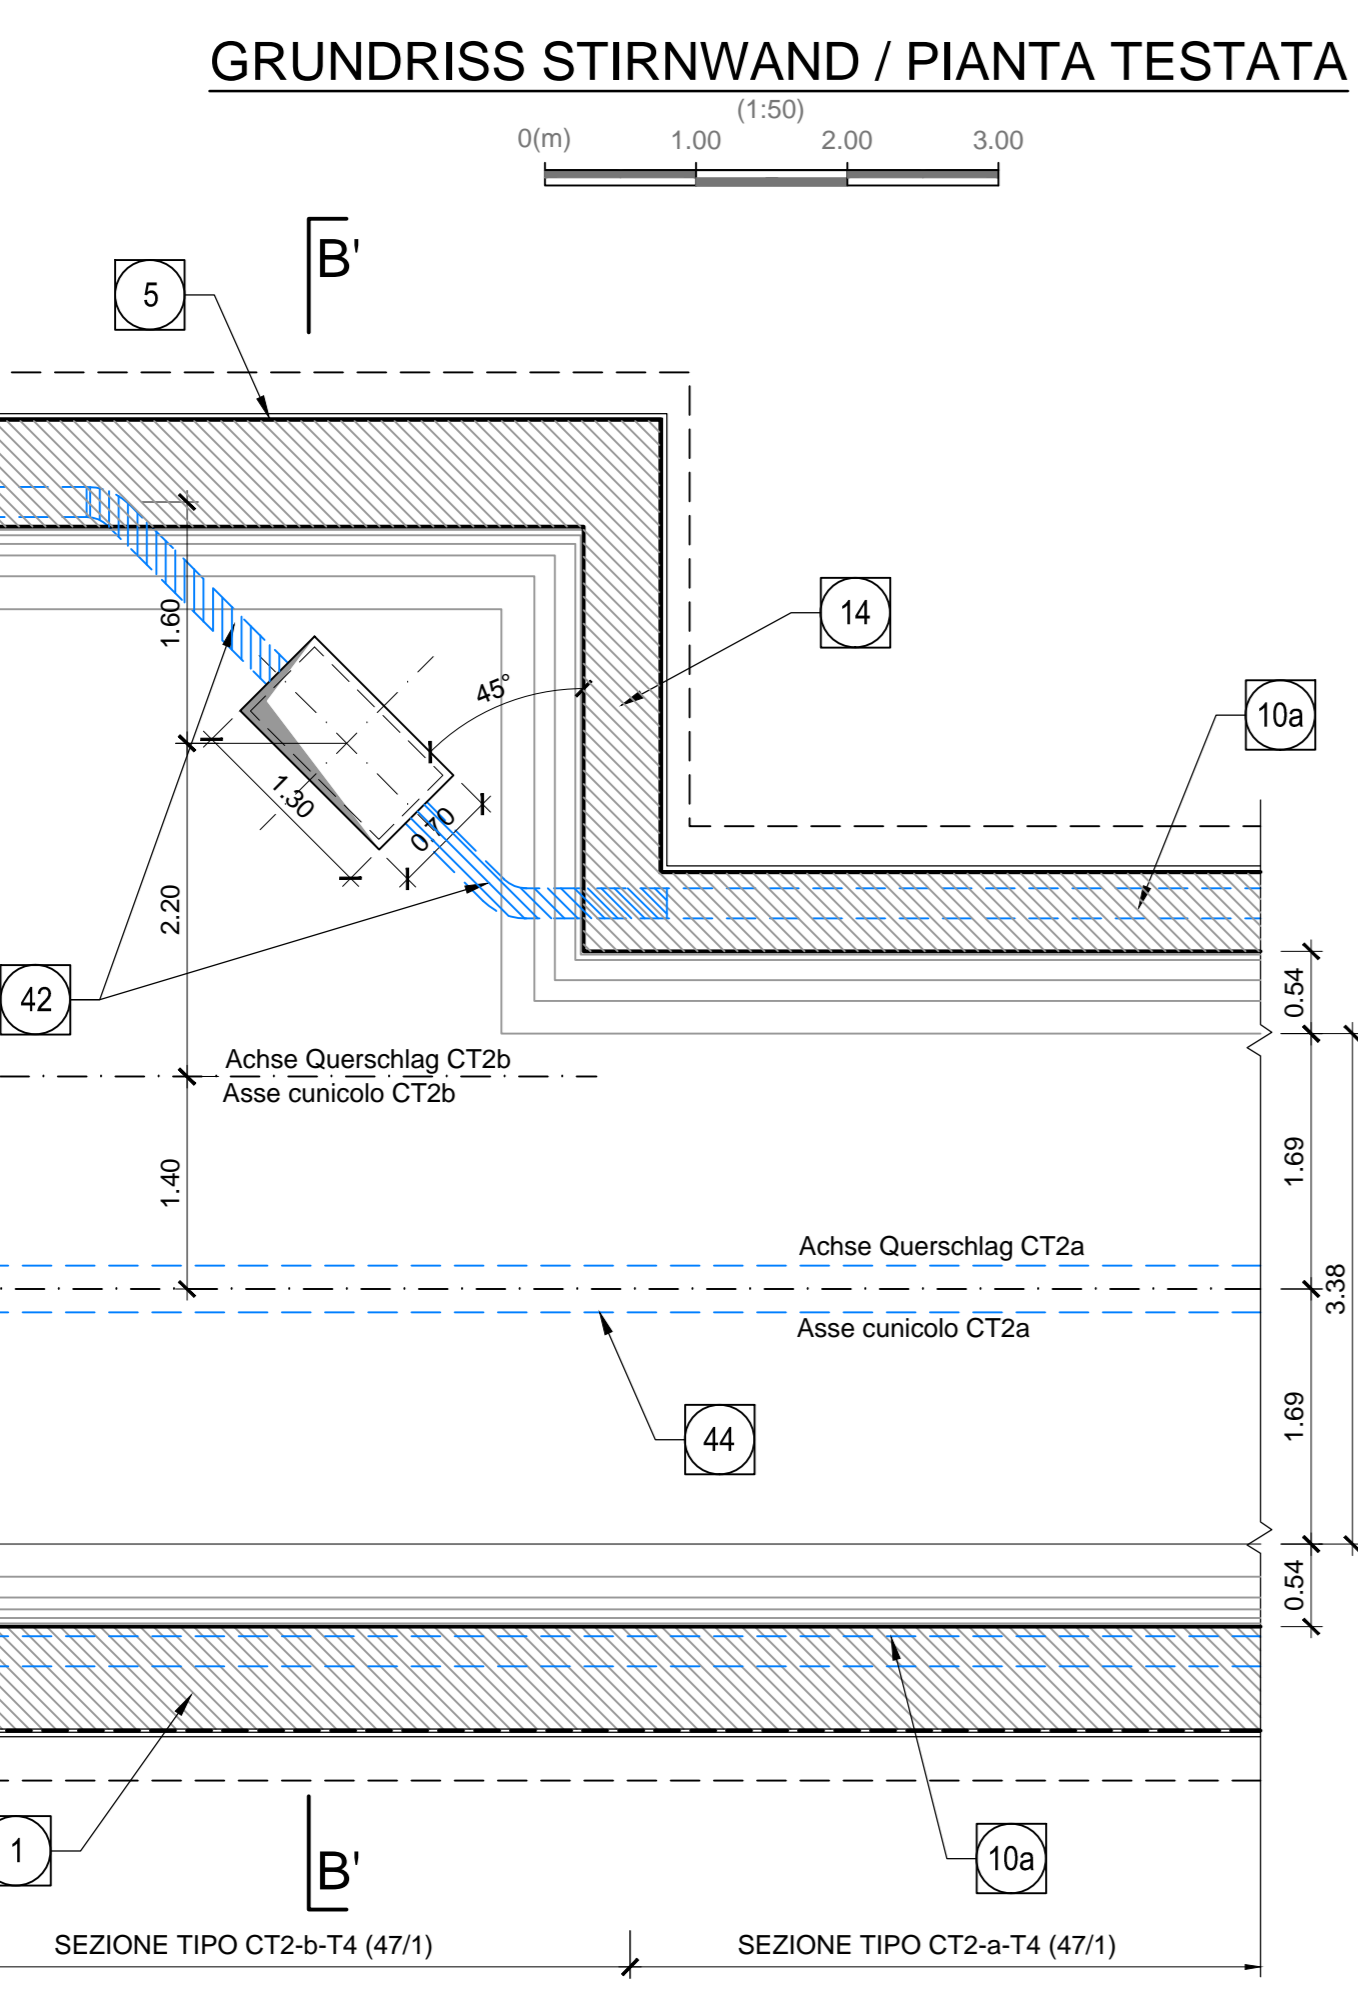 GRUNDRISS STIRNWAND / PIANTA TESTATA
(1:50)
0(m) 1.00 2.00 3.00
B'
5
14
1.60
45°
10a
1.30
0.70
2.20
42
0.54
Achse Querschlag CT2b
Asse cunicolo CT2b
1.40
1.69
Achse Querschlag CT2a
3.38
Asse cunicolo CT2a
1.69
44
0.54
1
B'
10a
SEZIONE TIPO CT2-b-T4 (47/1)
SEZIONE TIPO CT2-a-T4 (47/1)